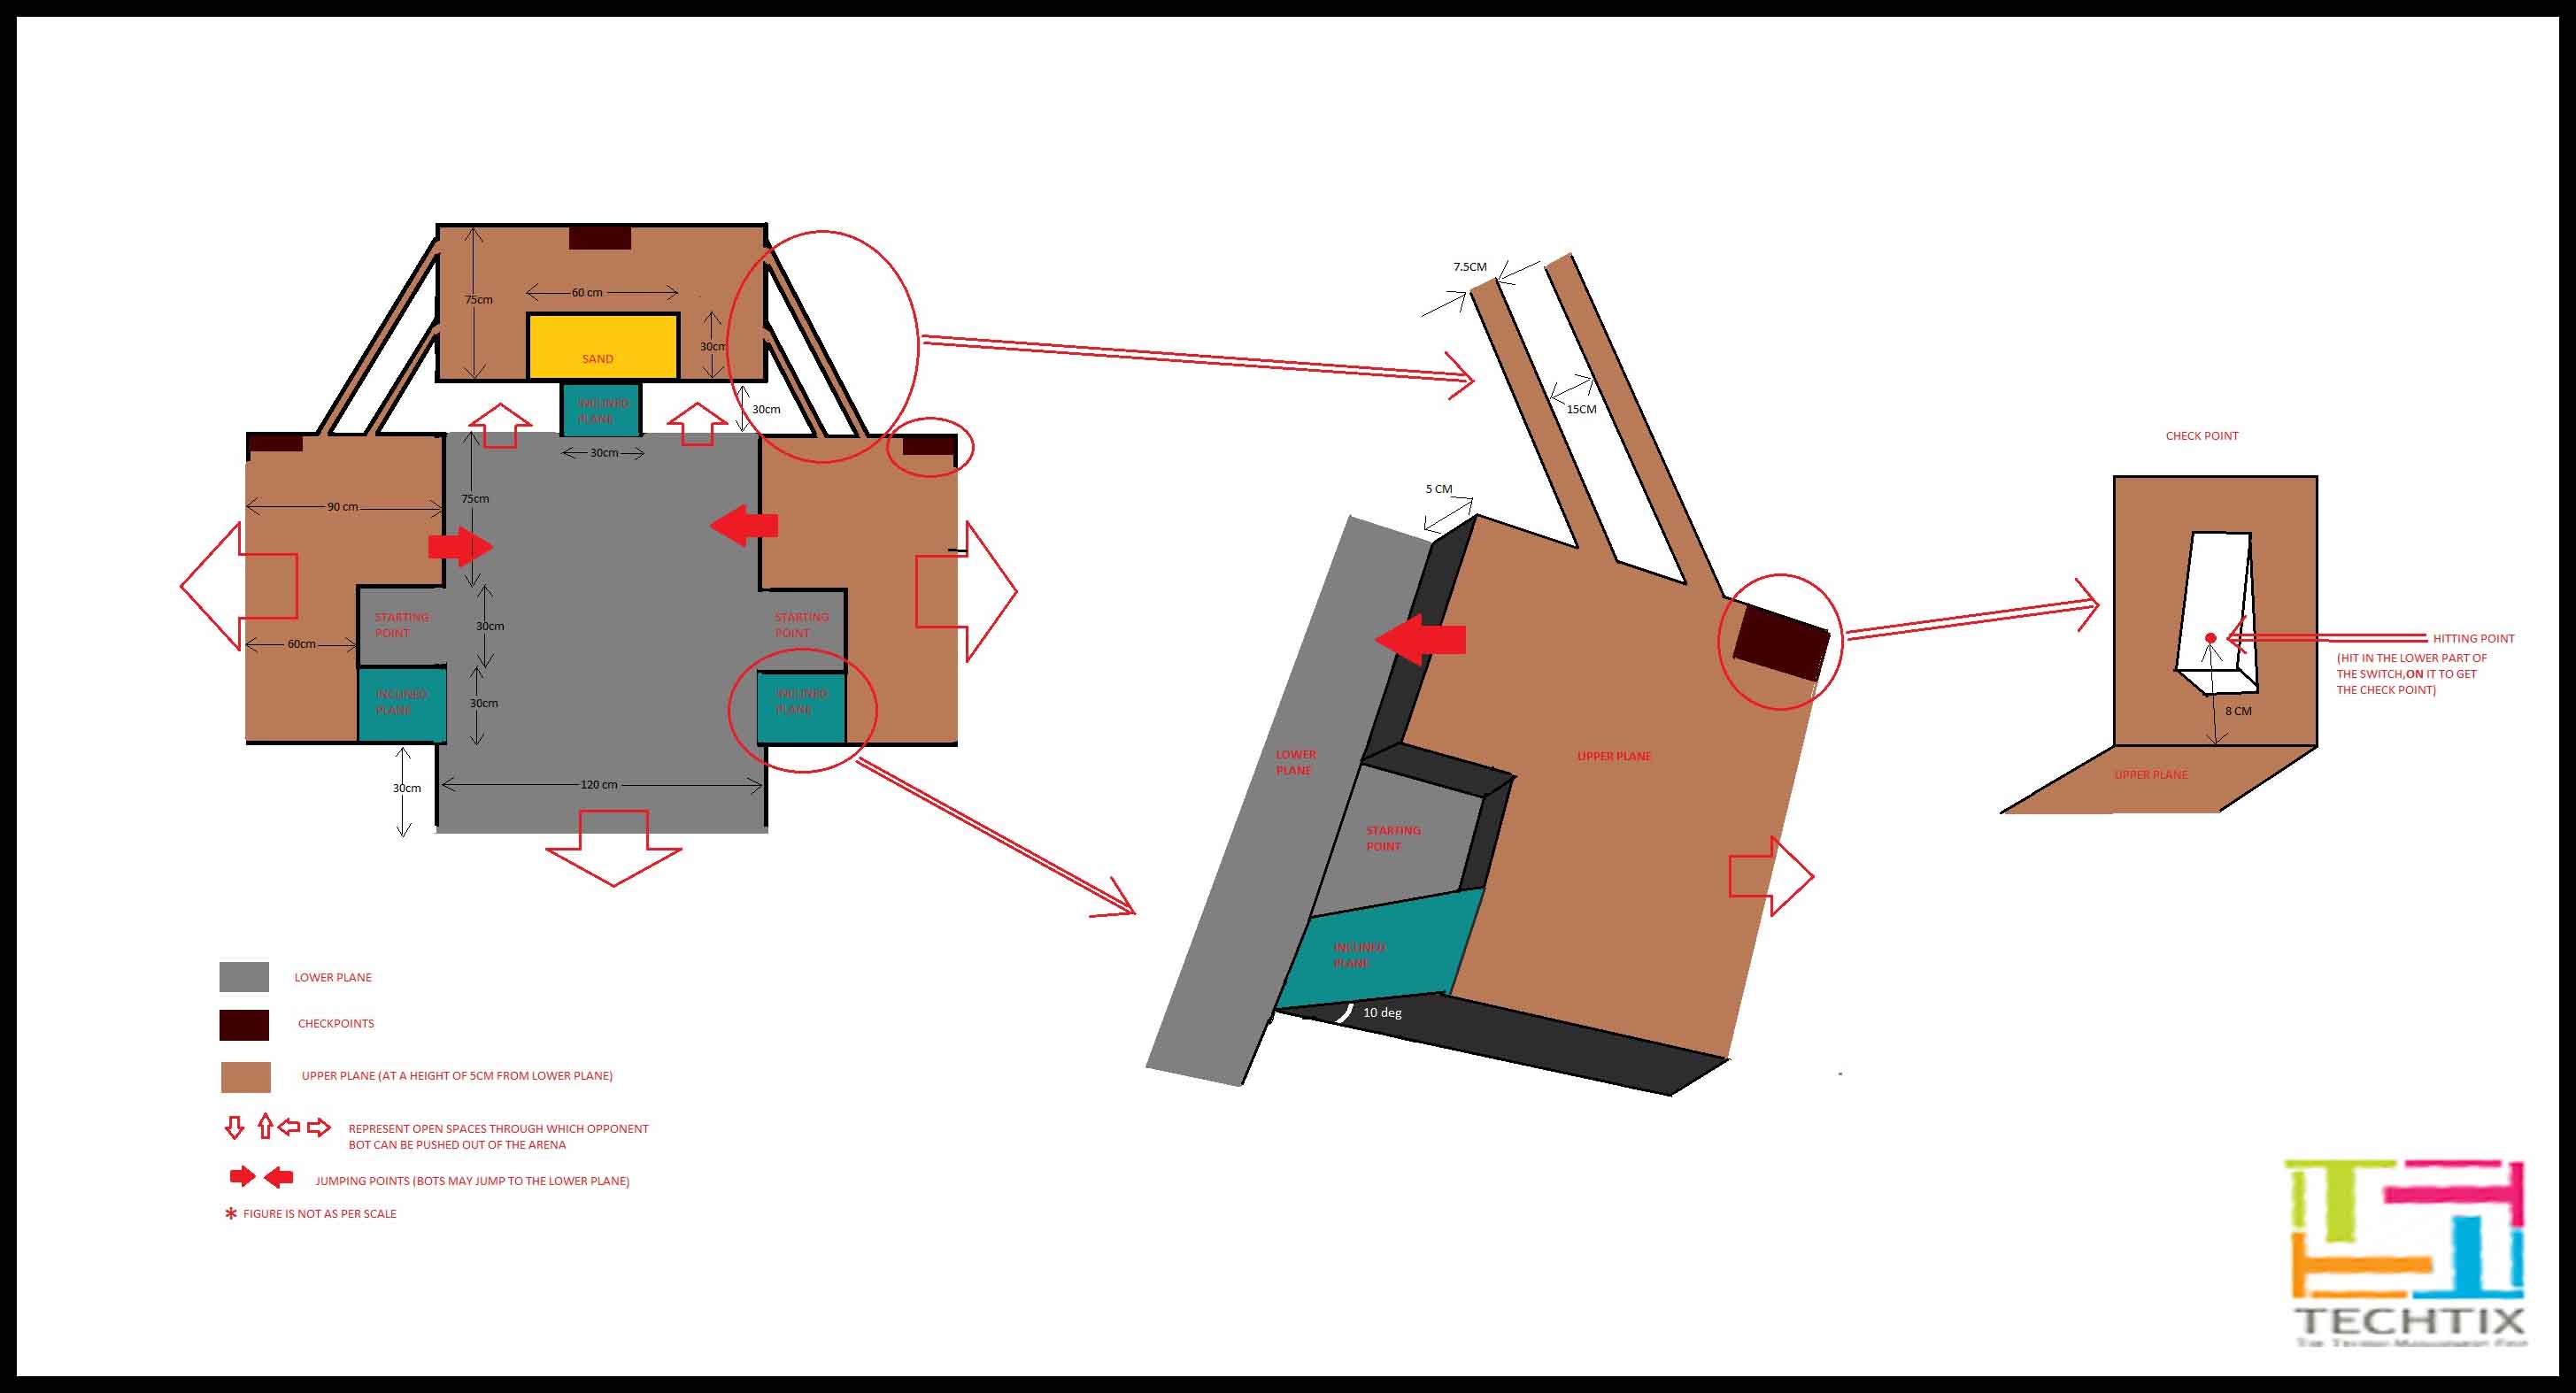 75cm
60 cm
30cm
SAND
INCLINED
PLANE
30cm
30cm
75cm
90 cm
STARTING
POINT
STARTING
POINT
30cm
60cm
INCLINED
PLANE
30cm
INCLINED
PLANE
30cm
120 cm
7.5CM
15CM
5 CM
LOWER
PLANE
UPPER PLANE
STARTING
POINT
INCLINED
PLANE
10 deg
CHECK POINT
HITTING POINT
(HIT IN THE LOWER PART OF
THE SWITCH,ON IT TO GET
THE CHECK POINT)
8 CM
UPPER PLANE
LOWER PLANE
CHECKPOINTS
UPPER PLANE (AT A HEIGHT OF 5CM FROM LOWER PLANE)
REPRESENT OPEN SPACES THROUGH WHICH OPPONENT
BOT CAN BE PUSHED OUT OF THE ARENA
JUMPING POINTS (BOTS MAY JUMP TO THE LOWER PLANE)
* FIGURE IS NOT AS PER SCALE
TECHTIX